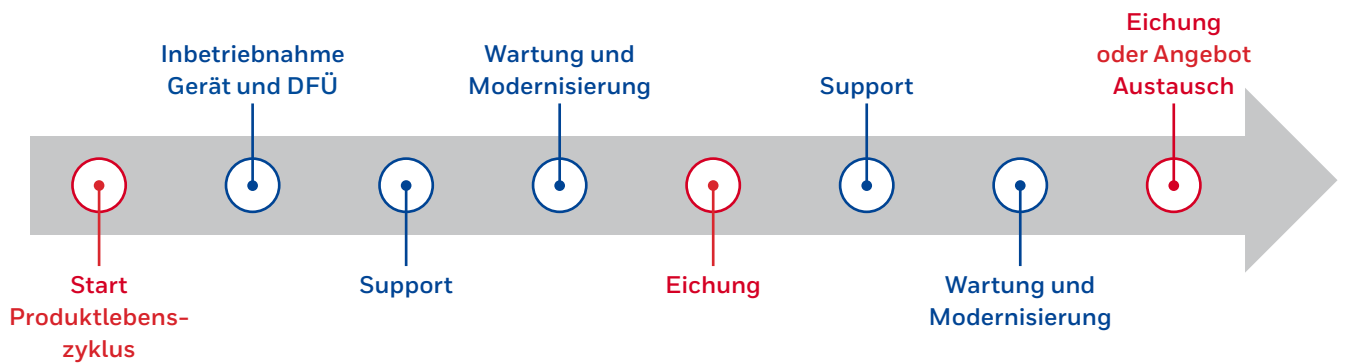 Start
Produktlebens-
zyklus
Inbetriebnahme
Gerät und DFÜ
Support
Wartung und
Modernisierung
Eichung
Support
Wartung und
Modernisierung
Eichung
oder Angebot
Austausch